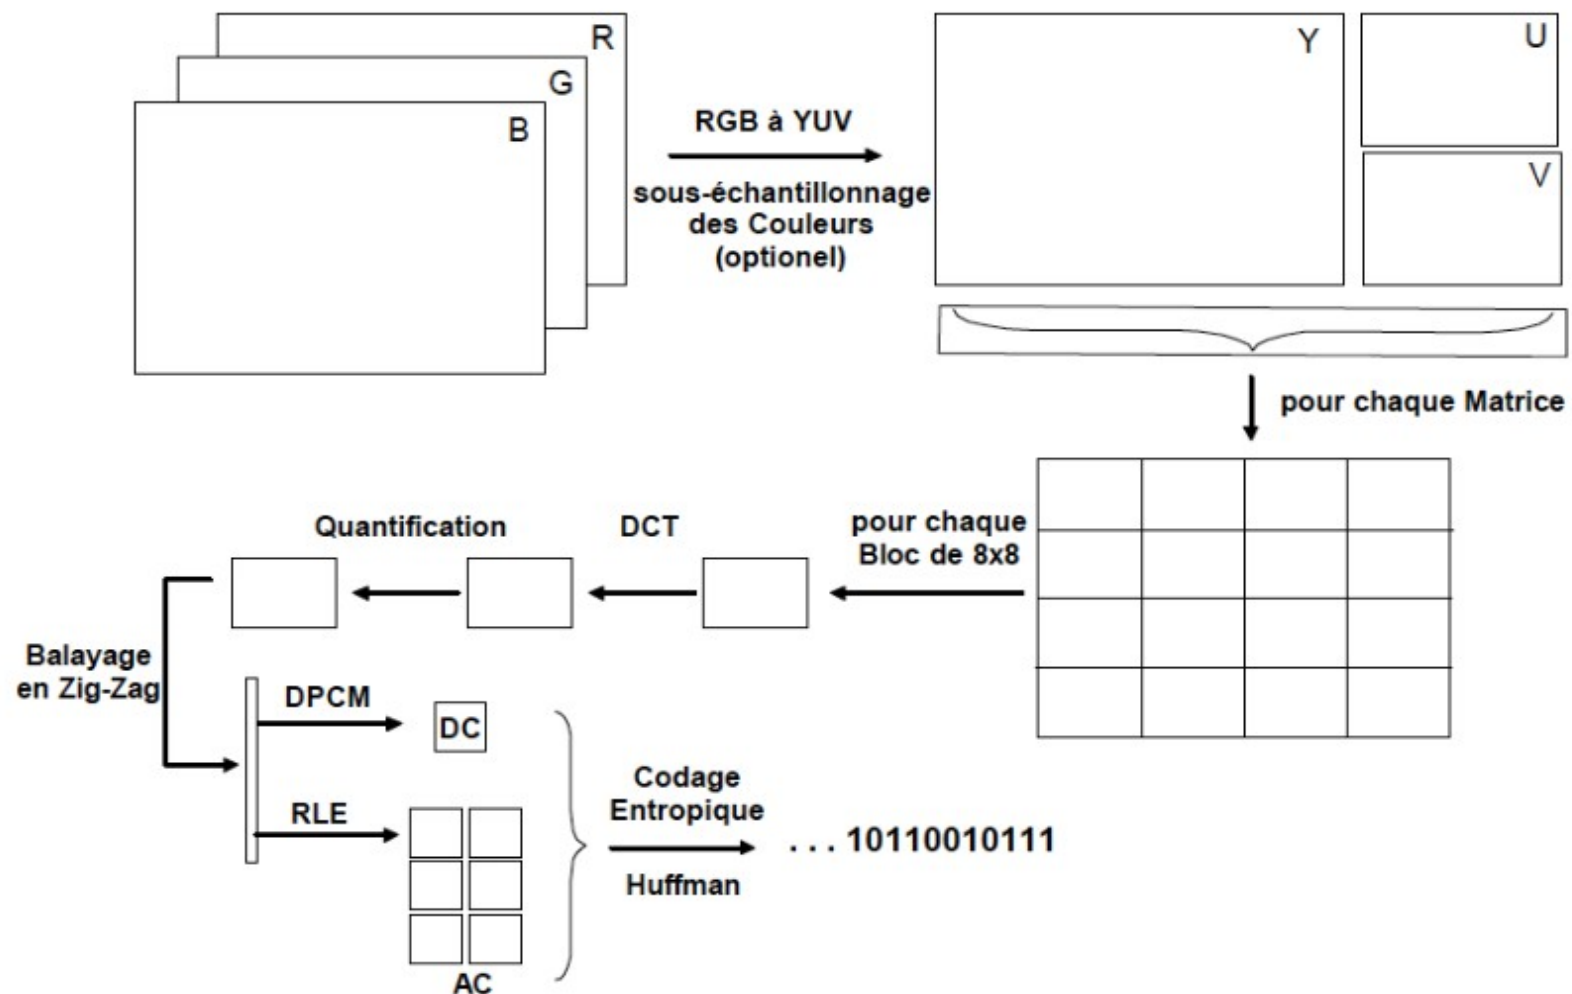 R
G
B
RGB à YUV
sous-échantillonnage
des Couleurs
(optionel)
Y
U
V
pour chaque Matrice
pour chaque
Bloc de 8x8
DCT
Quantification
Balayage
en Zig-Zag
DPCM
DC
RLE
AC
Codage
Entropique
Huffman
. . . 10110010111